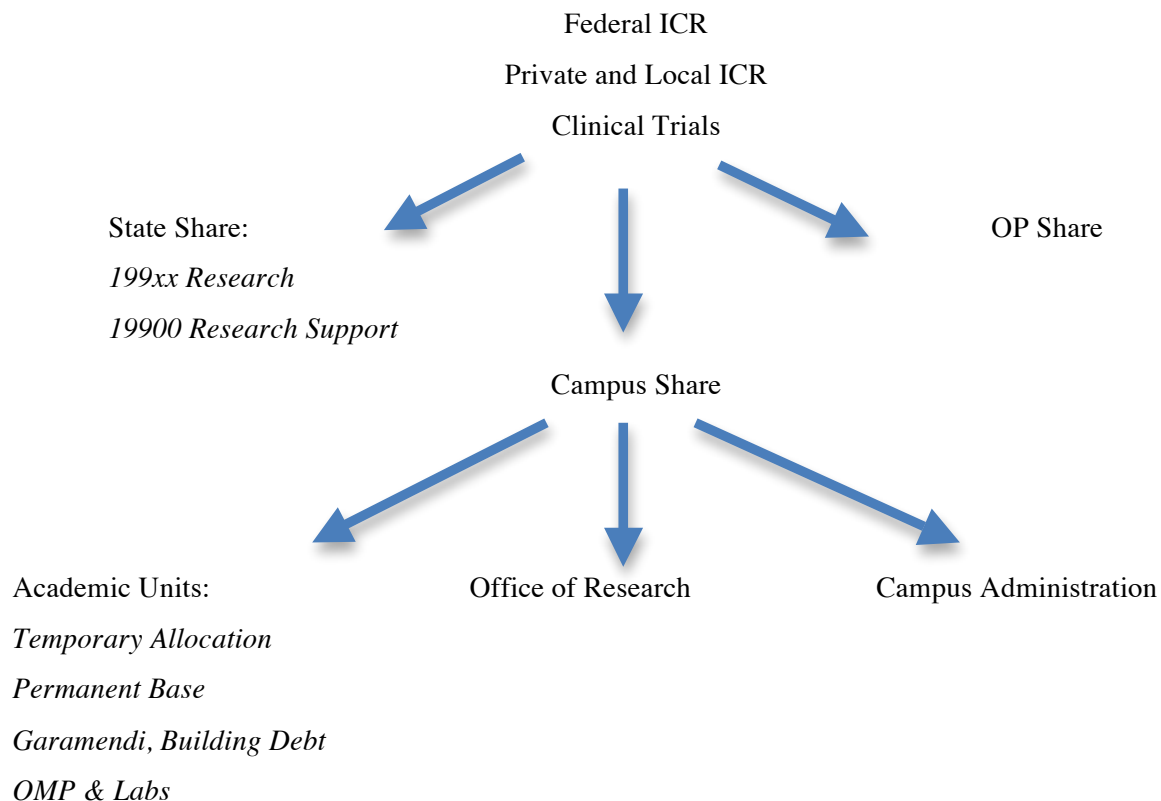 Federal ICR
Private and Local ICR
Clinical Trials
State Share:
199xx Research
19900 Research Support
OP Share
Campus Share
Academic Units:
Temporary Allocation
Permanent Base
Garamendi, Building Debt
OMP & Labs
Office of Research
Campus Administration